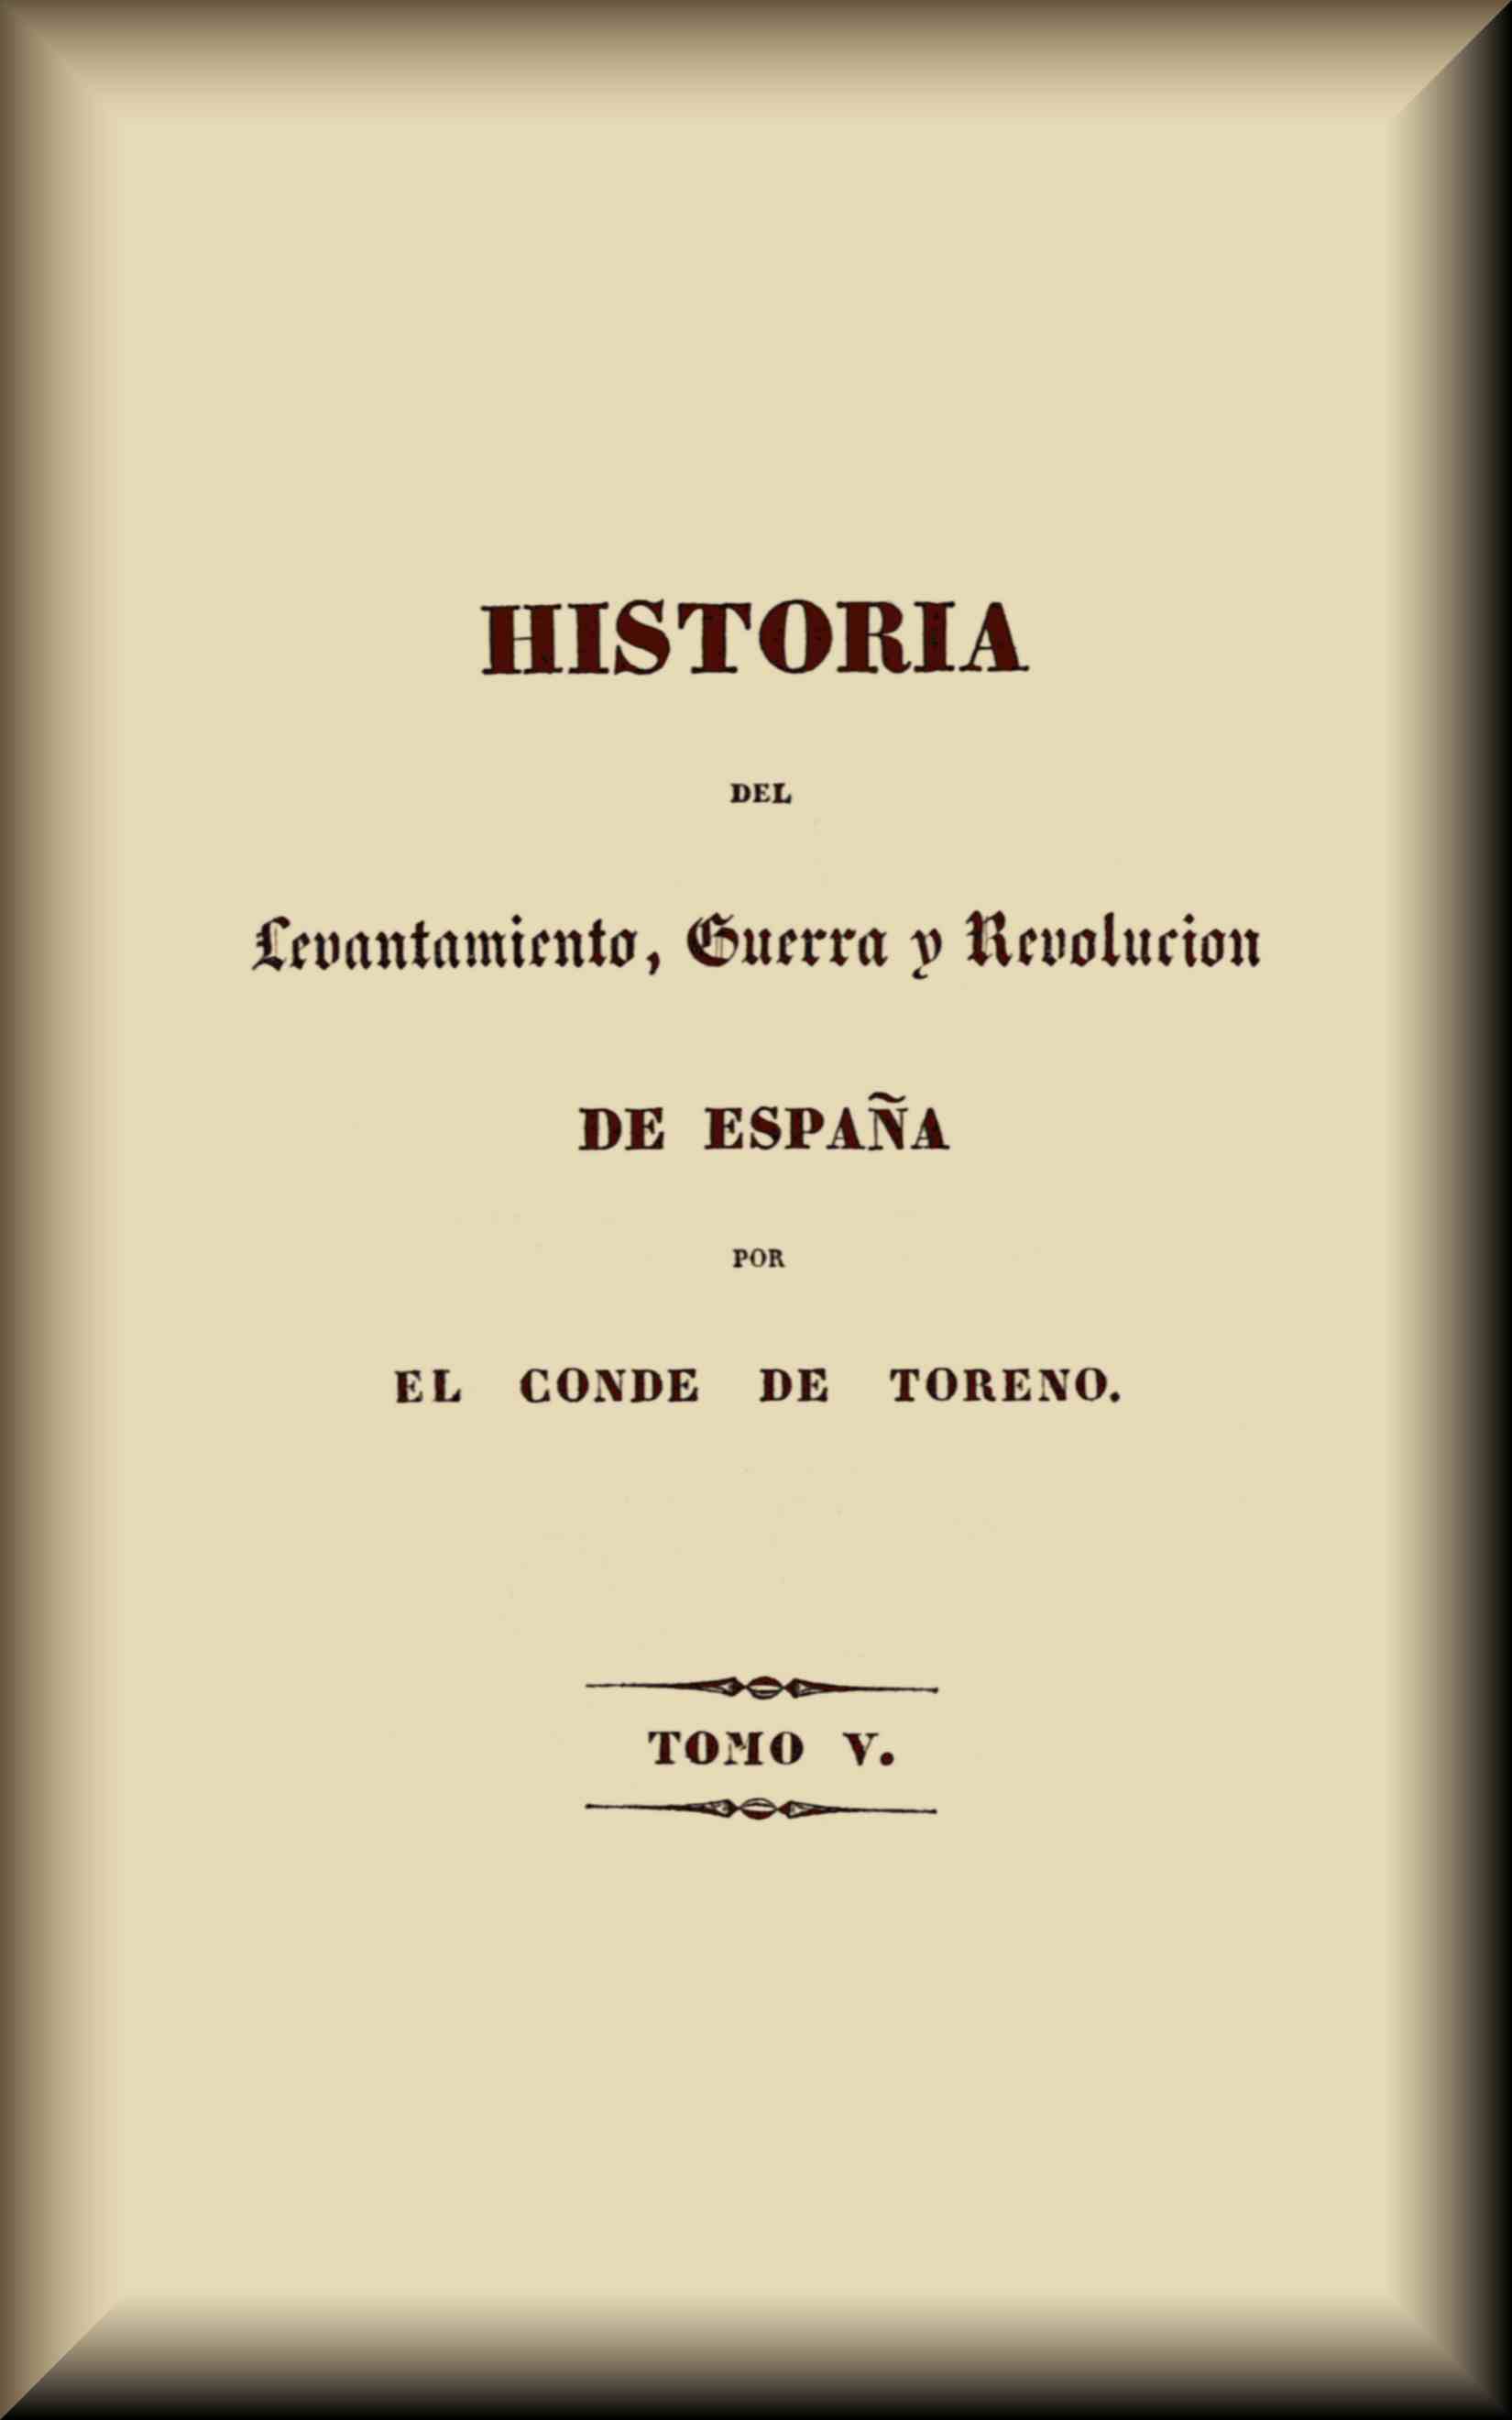 HISTORIA
DEL
Levantamiento, Guerra y Revolucion
DE ESPAÑA
POR
EL CONDE DE TORENO.
TOMO V.